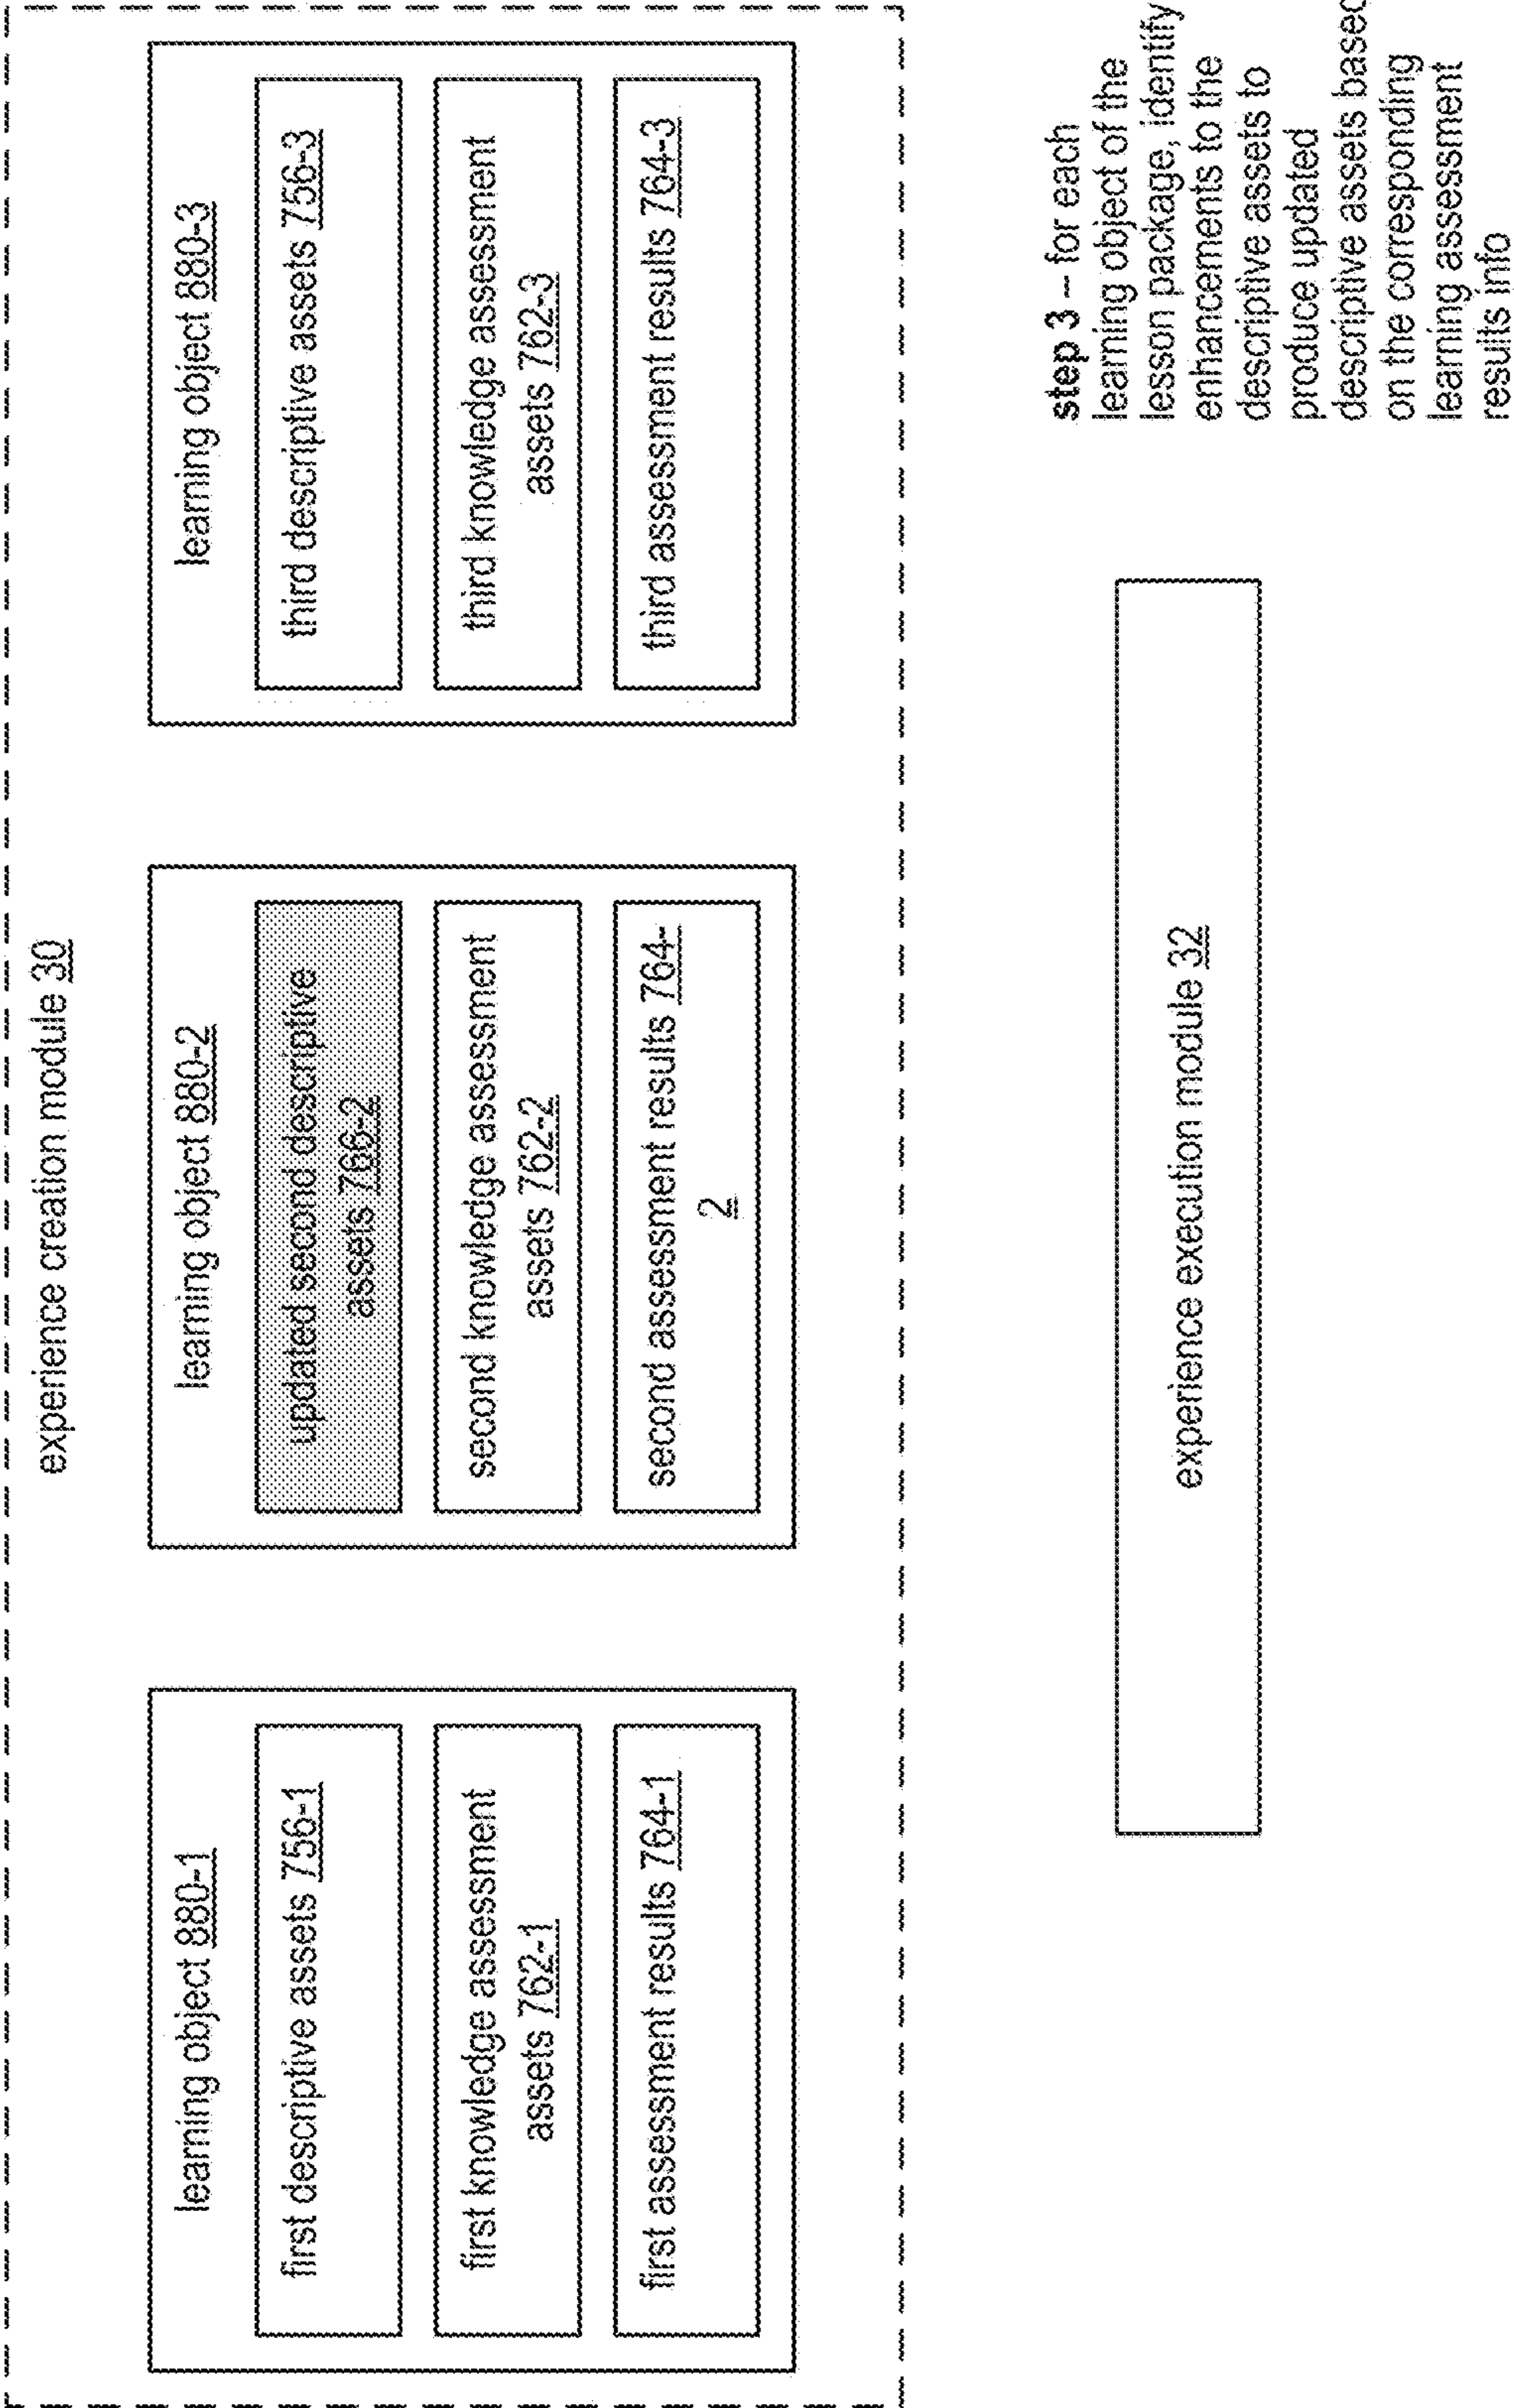 experience creation module 30
learning object 880-1
first descriptive assets 756-1
first knowledge assessment
assets 762-1
first assessment results 764-1
learning object 880-2
updated second descriptive
assets 766-2
second knowledge assessment
assets 762-2
second assessment results 764-
2
learning object 880-3
third descriptive assets 756-3
third knowledge assessment
assets 762-3
third assessment results 764-3
experience execution module 32
step 3 – for each
learning object of the
lesson package, identify
enhancements to the
descriptive assets to
produce updated
descriptive assets based
on the corresponding
learning assessment
results info